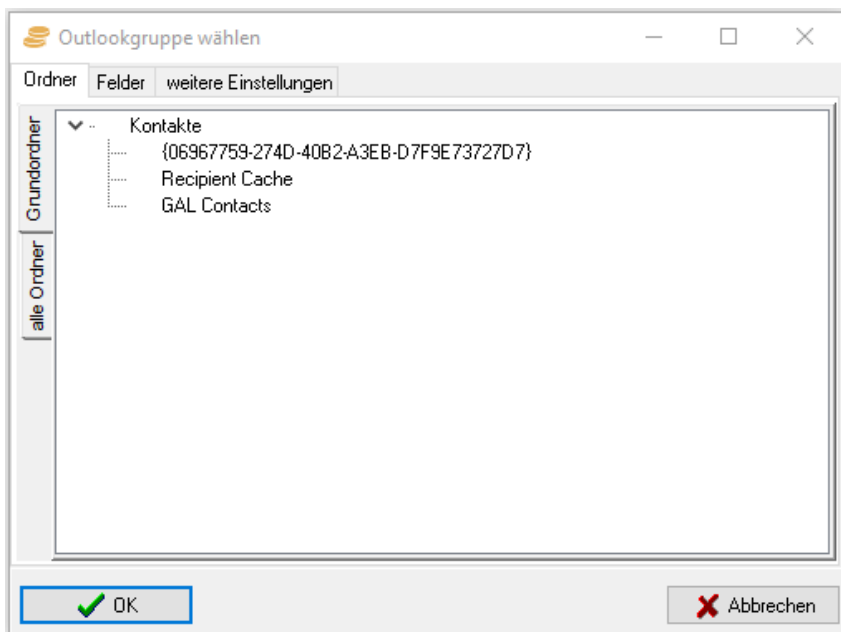 Outlookgruppe wählen
Ordner Felder weitere Einstellungen
Grundordner
alle Ordner
Kontakte
{06967759-274D-40B2-A3EB-D7F9E73727D7}
Recipient Cache
GAL Contacts
OK Abbrechen